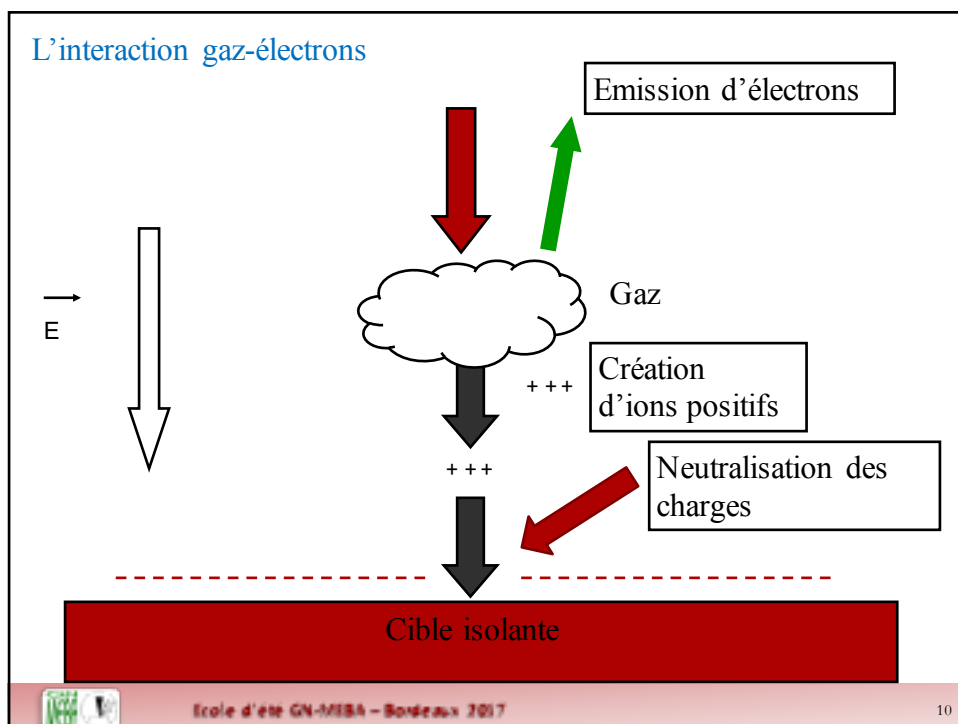 L'interaction gaz-électrons
Emission d'électrons
Gaz
E
+ + +
Création
d'ions positifs
+ + +
Neutralisation des
charges
Cible isolante
Ecole d'été GN-MEBA – Bordeaux 2017
10